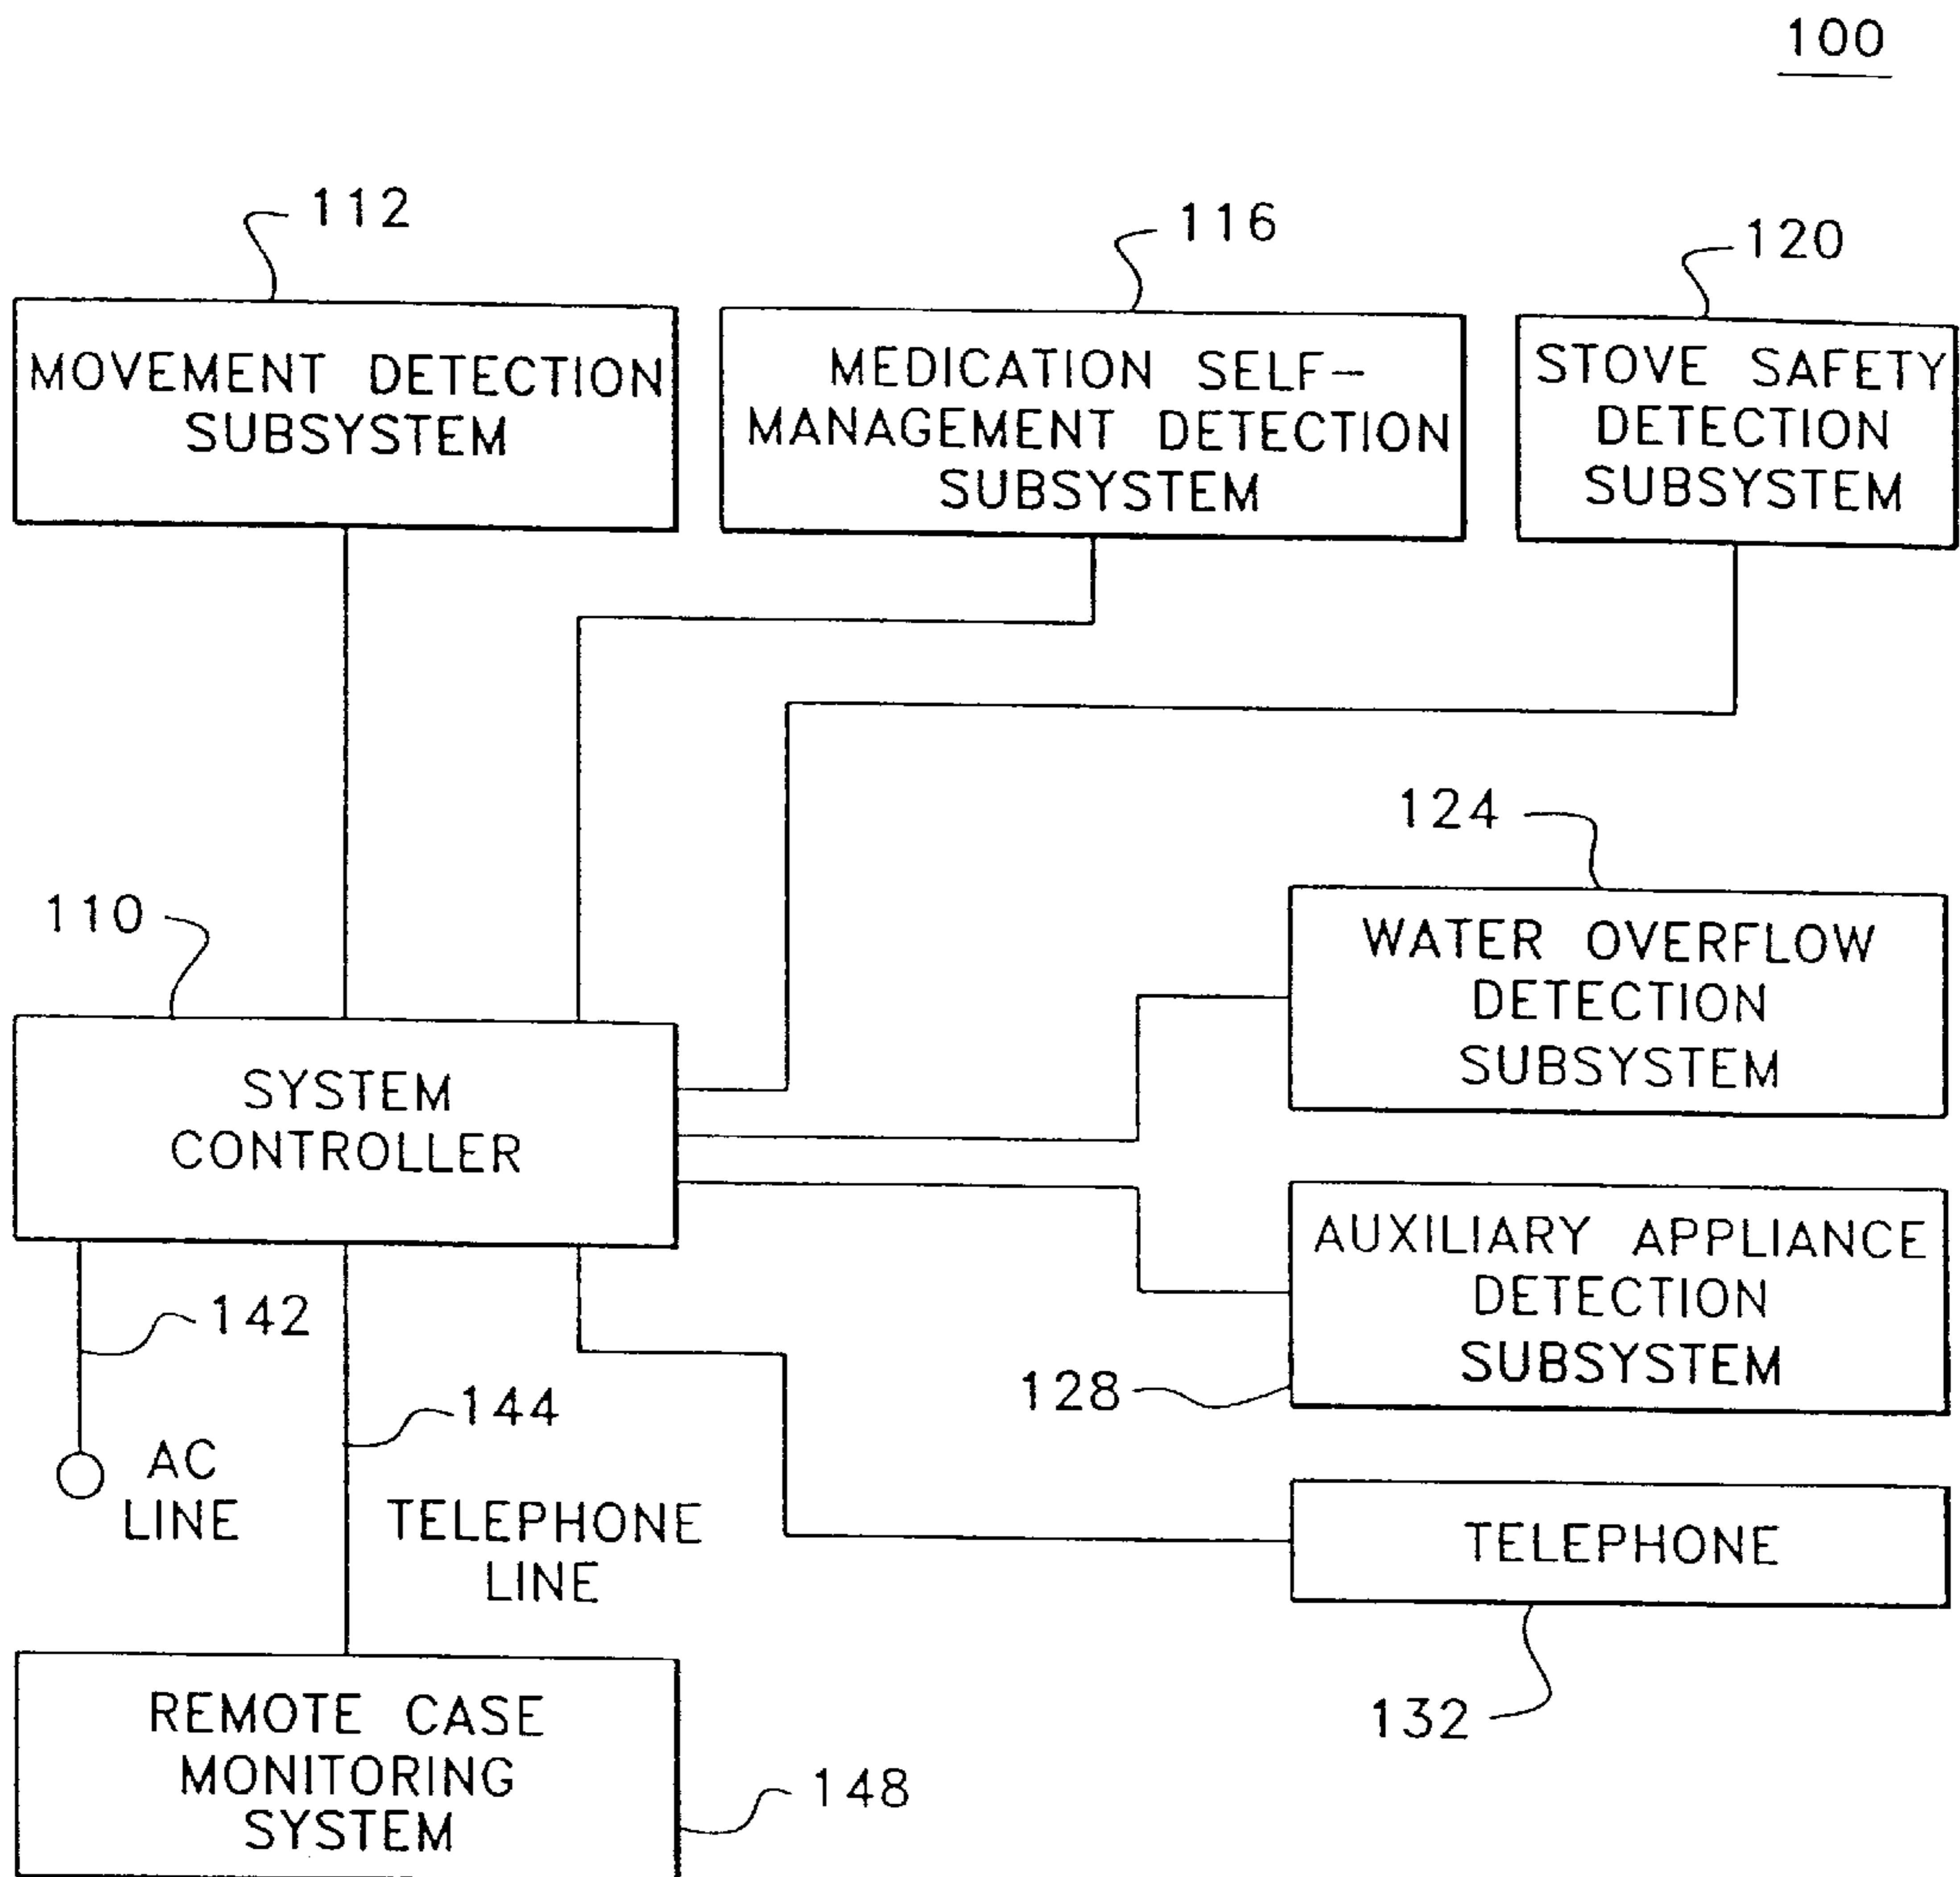 100
112
116
120
MOVEMENT DETECTION
SUBSYSTEM
MEDICATION SELF-
MANAGEMENT DETECTION
SUBSYSTEM
STOVE SAFETY
DETECTION
SUBSYSTEM
124
110
WATER OVERFLOW
DETECTION
SUBSYSTEM
SYSTEM
CONTROLLER
AUXILIARY APPLIANCE
DETECTION
SUBSYSTEM
142
128
144
AC
LINE
TELEPHONE
LINE
TELEPHONE
132
REMOTE CASE
MONITORING
SYSTEM
148